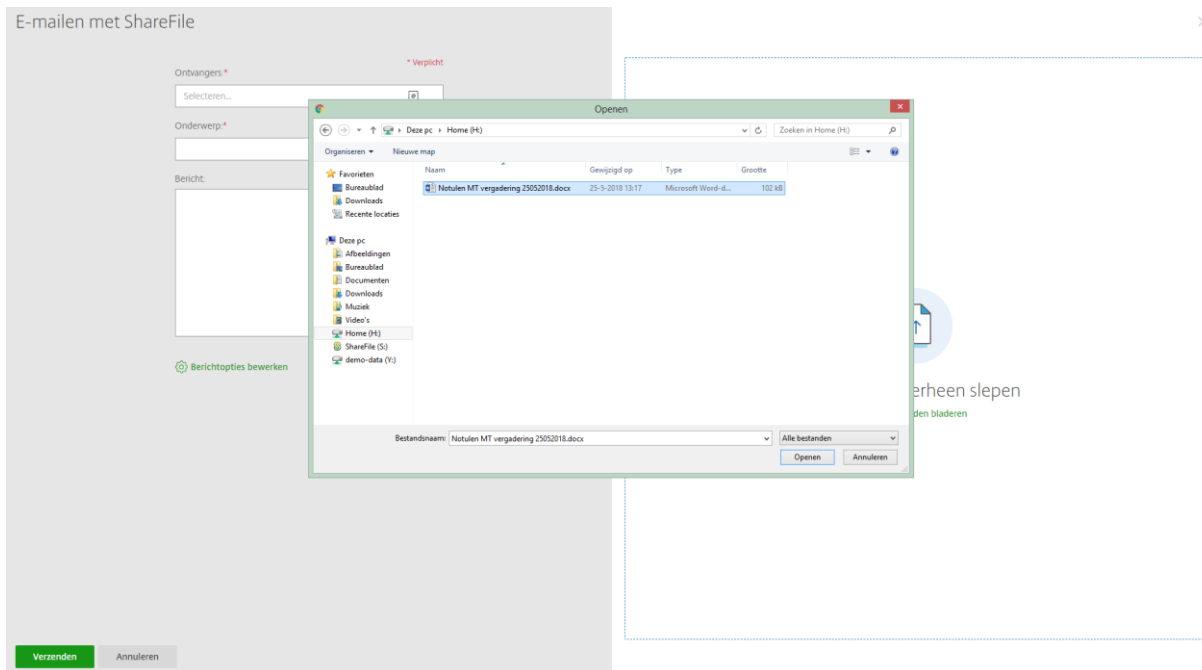 E-mailen met ShareFile
* Verplicht
Ontvangers:*
Selecteren...
Onderwerp:*
Bericht:
Berichtopties bewerken
Verzenden
Annuleren
Openen
Deze pc
Home (H:)
Zoeken in Home (H:)
Organiseren
Nieuwe map
Favorieten
Bureaublad
Downloads
Recente locaties
Deze pc
Afbeeldingen
Bureaublad
Documenten
Downloads
Muziek
Video's
Home (H:)
ShareFile (S:)
demo-data (Y:)
Naam Gewijzigd op Type Grootte
Notulen MT vergadering 25052018.docx 25-5-2018 13:17 Microsoft Word-d... 102 kB
Bestandsnaam: Notulen MT vergadering 25052018.docx
Alle bestanden
Openen
Annuleren
erheen slepen
den bladeren